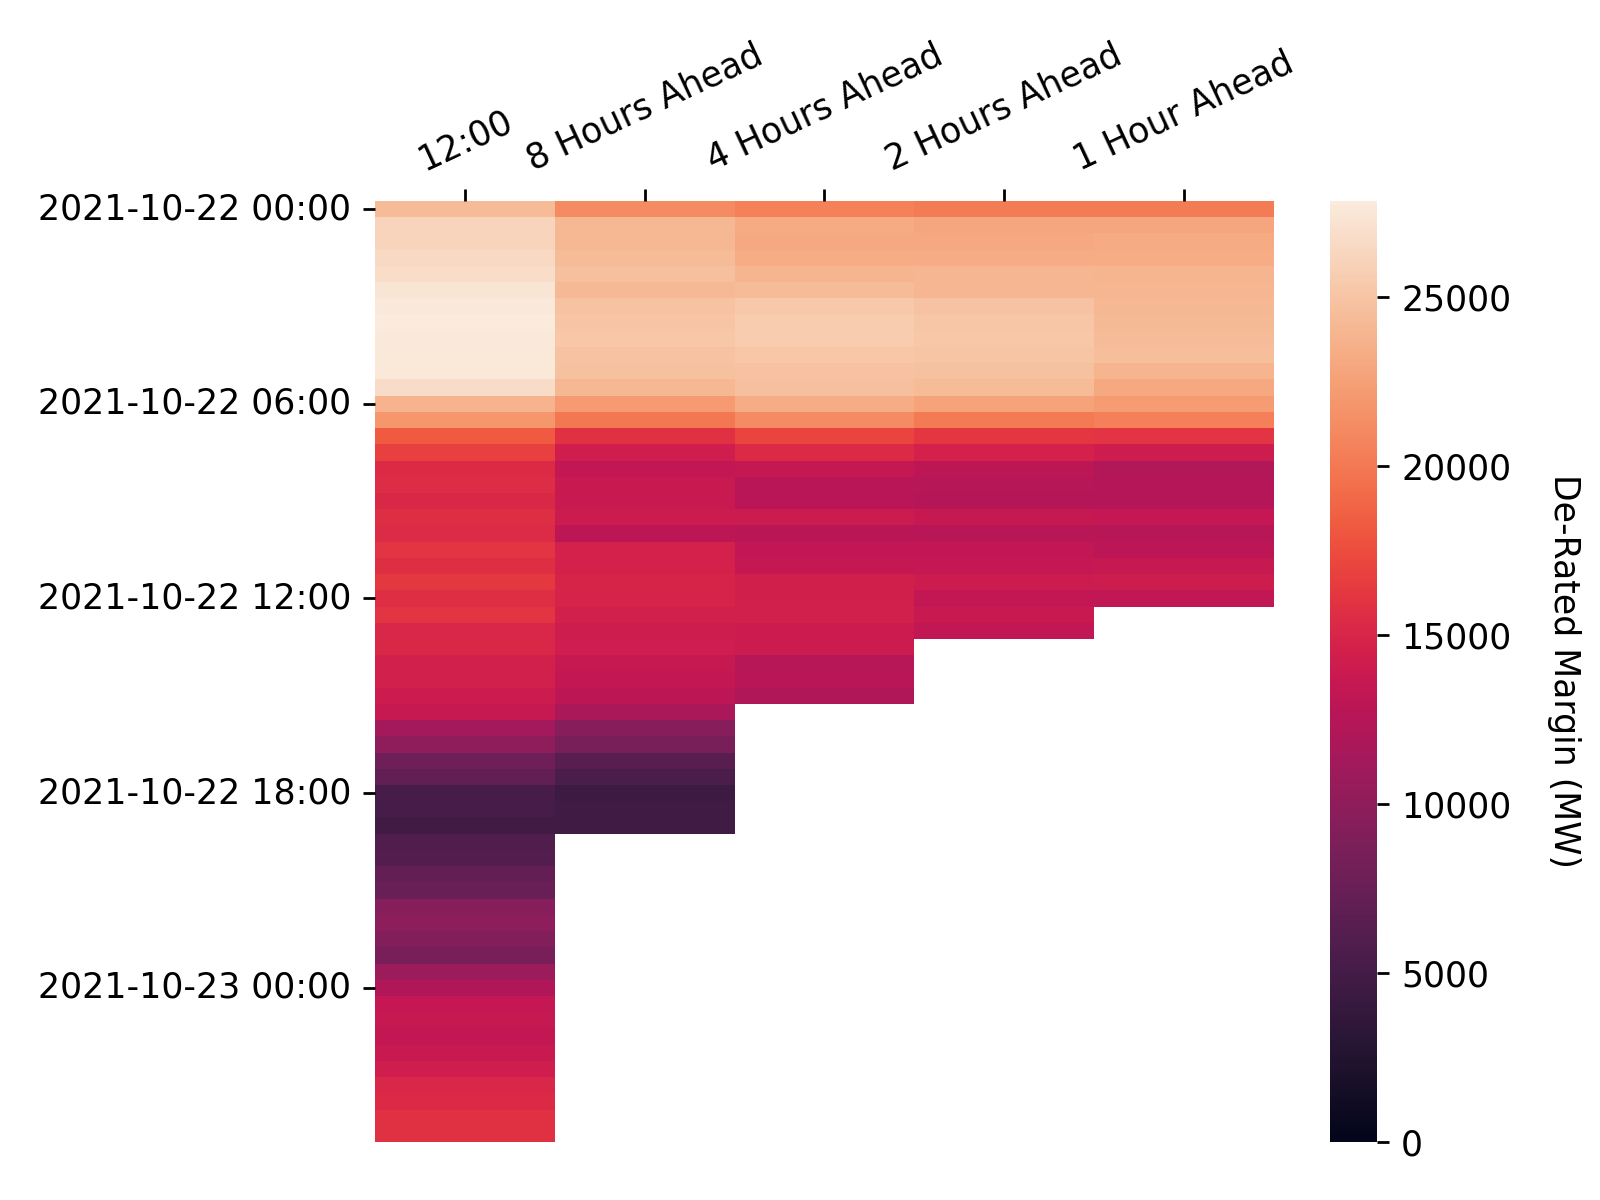 12:00
8 Hours Ahead
4 Hours Ahead
2 Hours Ahead
1 Hour Ahead
2021-10-22 00:00
2021-10-22 06:00
2021-10-22 12:00
2021-10-22 18:00
2021-10-23 00:00
25000
20000
15000
10000
5000
0
De-Rated Margin (MW)